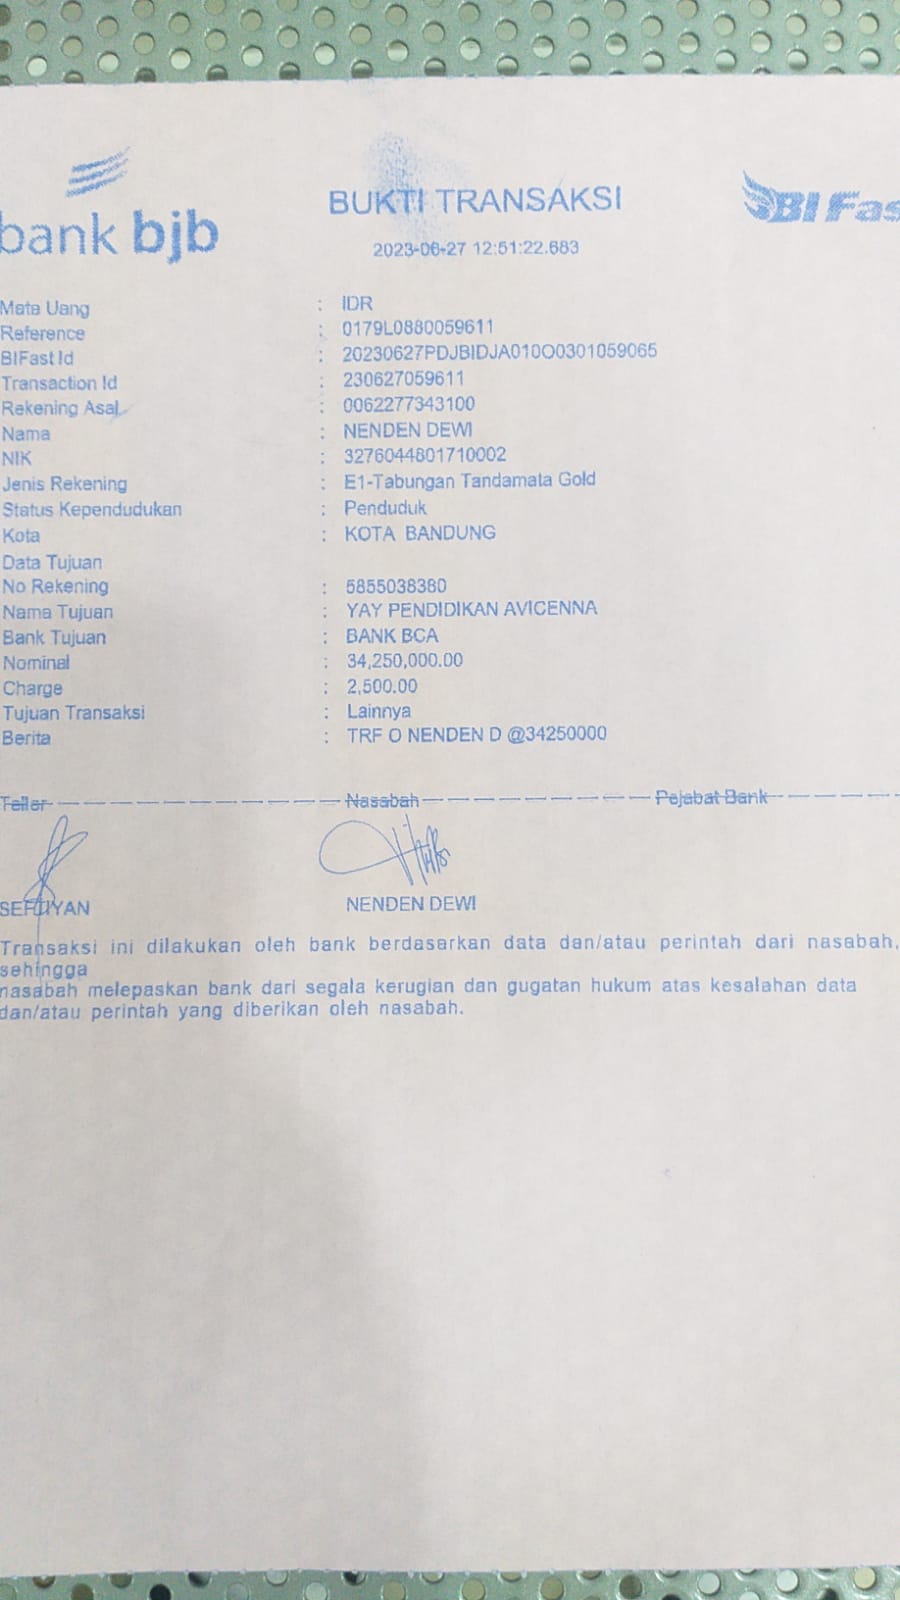 bank bjb
BUKTI TRANSAKSI
BI Fas
2023-06-27 12:51:22.683
Mata Uang : IDR
Reference : 0179L0880059611
BIFast Id : 20230627PDJBIDJA010O0301059065
Transaction Id : 230627059611
Rekening Asal : 0062277343100
Nama : NENDEN DEWI
NIK : 3276044801710002
Jenis Rekening : E1-Tabungan Tandamata Gold
Status Kependudukan : Penduduk
Kota : KOTA BANDUNG
Data Tujuan
No Rekening : 5855038380
Nama Tujuan : YAY PENDIDIKAN AVICENNA
Bank Tujuan : BANK BCA
Nominal : 34,250,000.00
Charge : 2,500.00
Tujuan Transaksi : Lainnya
Berita : TRF O NENDEN D @34250000
Teller Nasabah Pejabat Bank
NENDEN DEWI
Transaksi ini dilakukan oleh bank berdasarkan data dan/atau perintah dari nasabah,
sehingga
nasabah melepaskan bank dari segala kerugian dan gugatan hukum atas kesalahan data
dan/atau perintah yang diberikan oleh nasabah.